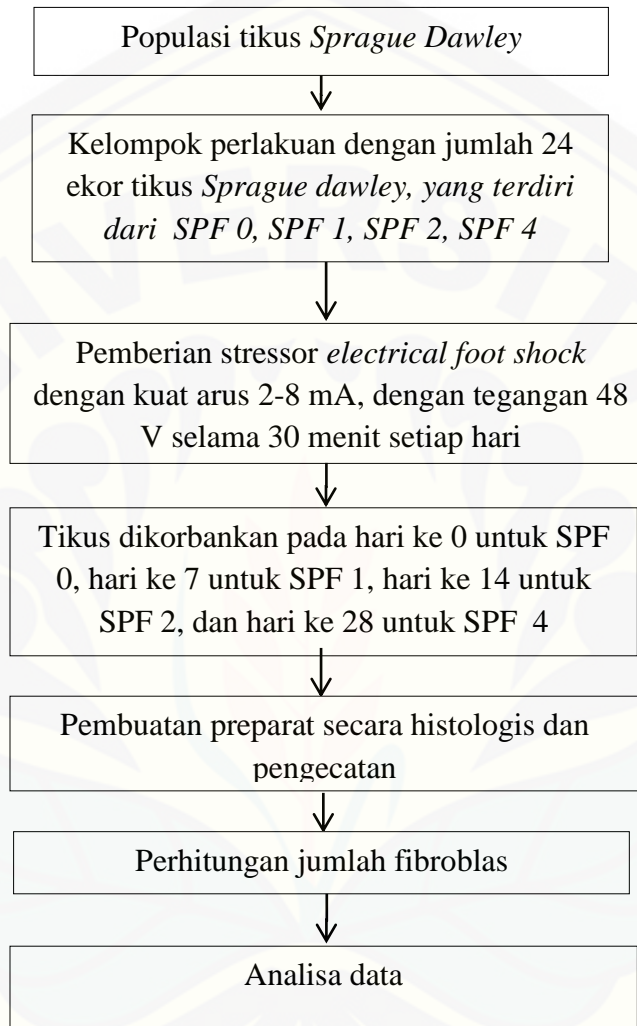 Populasi tikus Sprague Dawley
Kelompok perlakuan dengan jumlah 24
ekor tikus Sprague dawley, yang terdiri
dari SPF 0, SPF 1, SPF 2, SPF 4
Pemberian stressor electrical foot shock
dengan kuat arus 2-8 mA, dengan tegangan 48
V selama 30 menit setiap hari
Tikus dikorbankan pada hari ke 0 untuk SPF
0, hari ke 7 untuk SPF 1, hari ke 14 untuk
SPF 2, dan hari ke 28 untuk SPF 4
Pembuatan preparat secara histologis dan
pengecatan
Perhitungan jumlah fibroblas
Analisa data